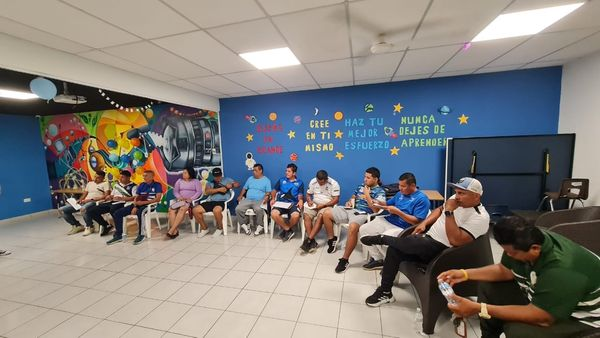 CREE
EN TI
MISMO
HAZ TU
MEJOR
ESFUERZO
NUNCA
DEJES DE
APRENDER